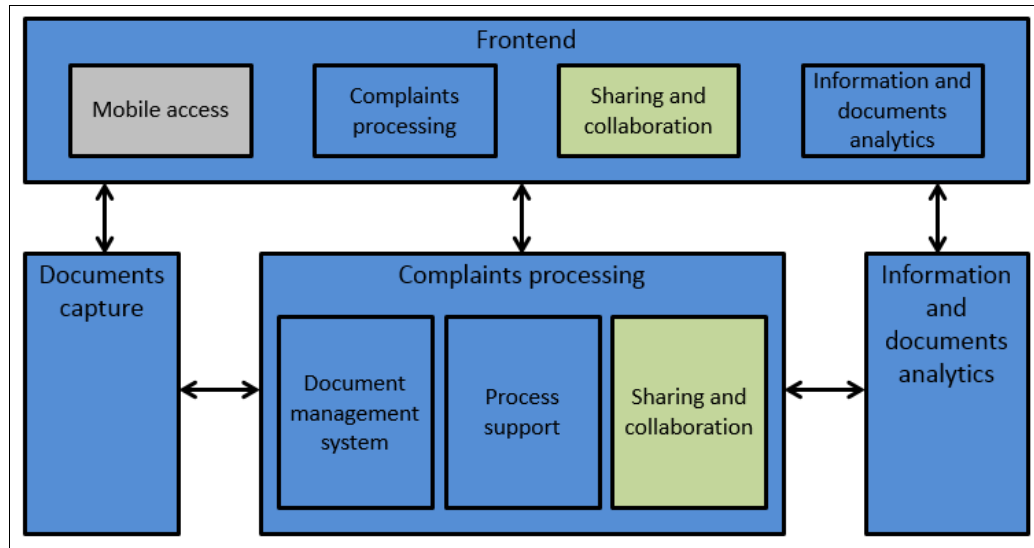 Frontend
Mobile access
Complaints
processing
Sharing and
collaboration
Information and
documents
analytics
Documents
capture
Complaints processing
Document
management
system
Process
support
Sharing and
collaboration
Information
and
documents
analytics